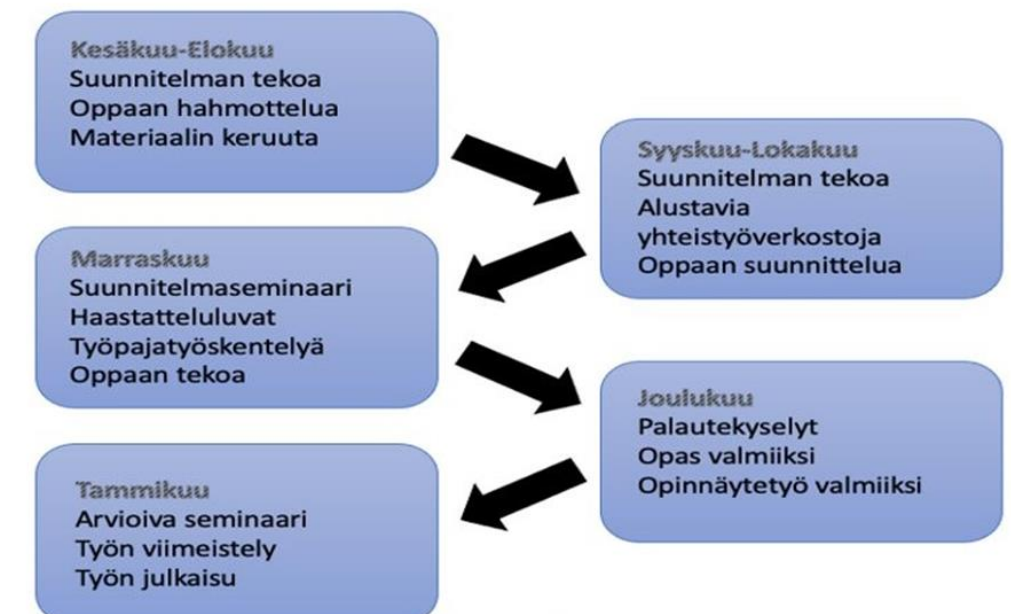 Kesäkuu-Elokuu
Suunnitelman tekoa
Oppaan hahmottelua
Materiaalin keruuta
Syyskuu-Lokakuu
Suunnitelman tekoa
Alustavia
yhteistyöverkostoja
Oppaan suunnittelua
Marraskuu
Suunnitelmaseminaari
Haastatteluluvat
Työpajatyöskentelyä
Oppaan tekoa
Joulukuu
Palautekyselyt
Opas valmiiksi
Opinnäytetyö valmiiksi
Tammikuu
Arvioiva seminaari
Työn viimeistely
Työn julkaisu